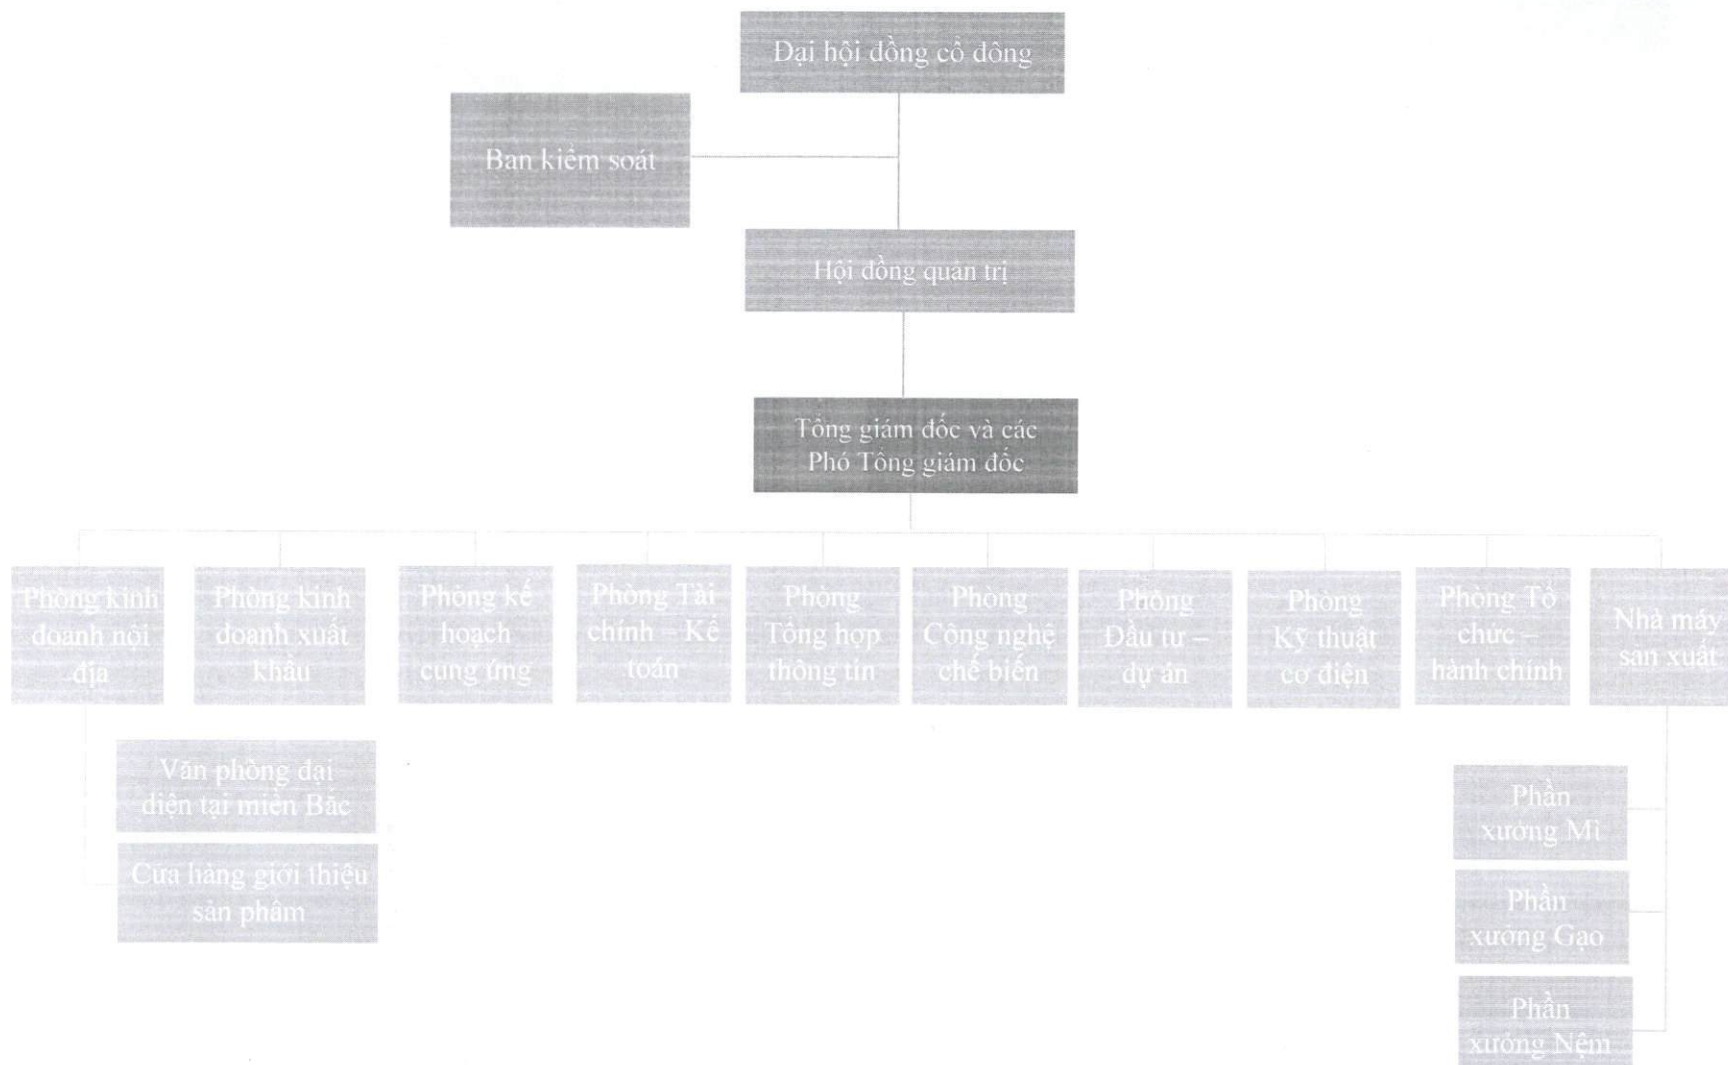 Đại hội đồng cổ đông
Ban kiểm soát
Hội đồng quản trị
Tổng giám đốc và các
Phó Tổng giám đốc
Phòng kinh
doanh nội
địa
Phòng kinh
doanh xuất
khẩu
Phòng kế
hoạch
cung ứng
Phòng Tài
chính – Kế
toán
Phòng
Tổng hợp
thông tin
Phòng
Công nghệ
chế biến
Phòng
Đầu tư –
dự án
Phòng
Kỹ thuật
cơ điện
Phòng Tổ
chức –
hành chính
Nhà máy
sản xuất
Văn phòng đại
diện tại miền Bắc
Cửa hàng giới thiệu
sản phẩm
Phần
xưởng Mì
Phần
xưởng Gạo
Phần
xưởng Nệm